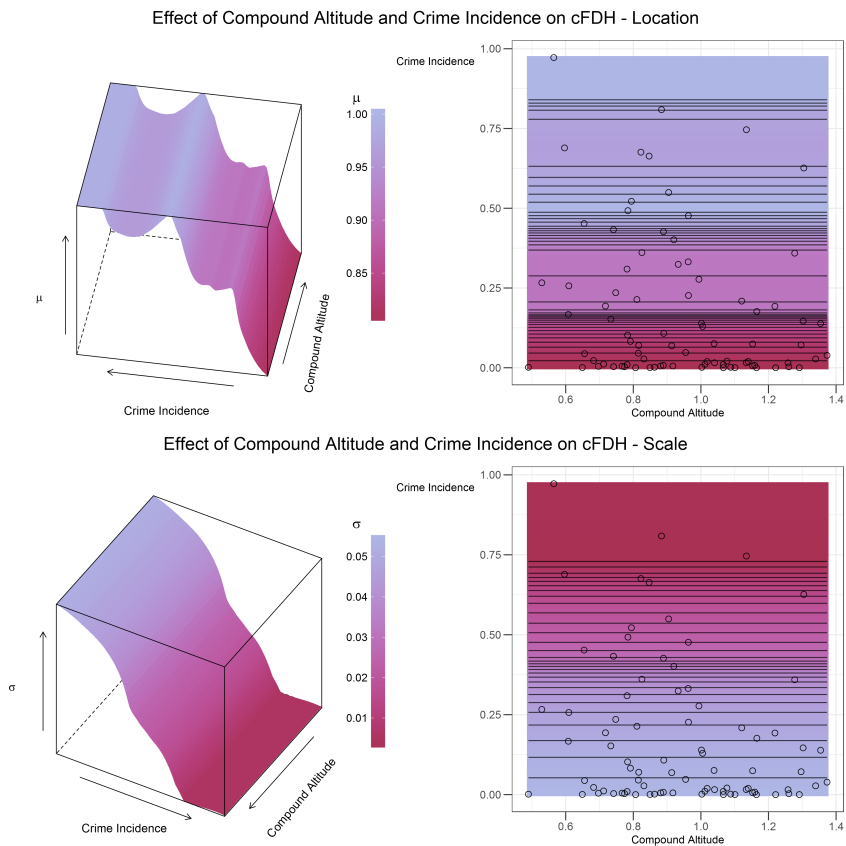 Effect of Compound Altitude and Crime Incidence on cFDH - Location
Crime Incidence
μ
1.00
0.95
0.90
0.85
μ
Compound Altitude
Crime Incidence
1.00
0.75
0.50
0.25
0.00
0.6 0.8 1.0 1.2 1.4
Compound Altitude
Effect of Compound Altitude and Crime Incidence on cFDH - Scale
Crime Incidence
σ
0.05
0.04
0.03
0.02
0.01
σ
Compound Altitude
Crime Incidence
1.00
0.75
0.50
0.25
0.00
0.6 0.8 1.0 1.2 1.4
Compound Altitude